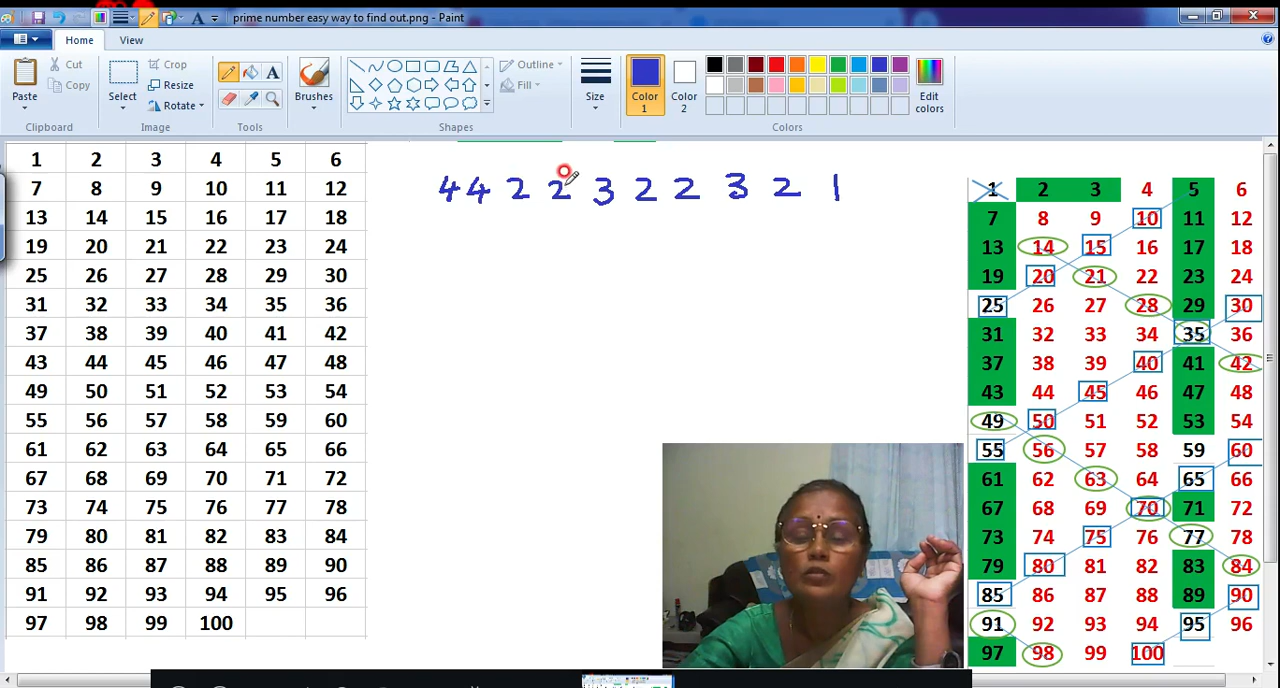 prime number easy way to find out.png - Paint
Home View
Paste
Cut
Copy
Clipboard
Select
Crop
Resize
Rotate
Image
A
Tools
Brushes
Outline
Fill
Shapes
Size
Color 1
Color 2
Edit colors
Colors
1 2 3 4 5 6
7 8 9 10 11 12
13 14 15 16 17 18
19 20 21 22 23 24
25 26 27 28 29 30
31 32 33 34 35 36
37 38 39 40 41 42
43 44 45 46 47 48
49 50 51 52 53 54
55 56 57 58 59 60
61 62 63 64 65 66
67 68 69 70 71 72
73 74 75 76 77 78
79 80 81 82 83 84
85 86 87 88 89 90
91 92 93 94 95 96
97 98 99 100
4 4 2 2 3 2 2 3 2 1
1 2 3 4 5 6
7 8 9 10 11 12
13 14 15 16 17 18
19 20 21 22 23 24
25 26 27 28 29 30
31 32 33 34 35 36
37 38 39 40 41 42
43 44 45 46 47 48
49 50 51 52 53 54
55 56 57 58 59 60
61 62 63 64 65 66
67 68 69 70 71 72
73 74 75 76 77 78
79 80 81 82 83 84
85 86 87 88 89 90
91 92 93 94 95 96
97 98 99 100